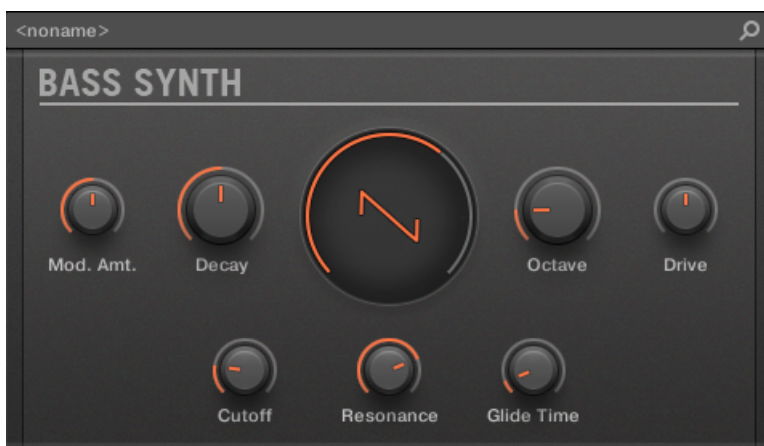 <noname>
BASS SYNTH
Mod. Amt.
Decay
Octave
Drive
Cutoff
Resonance
Glide Time